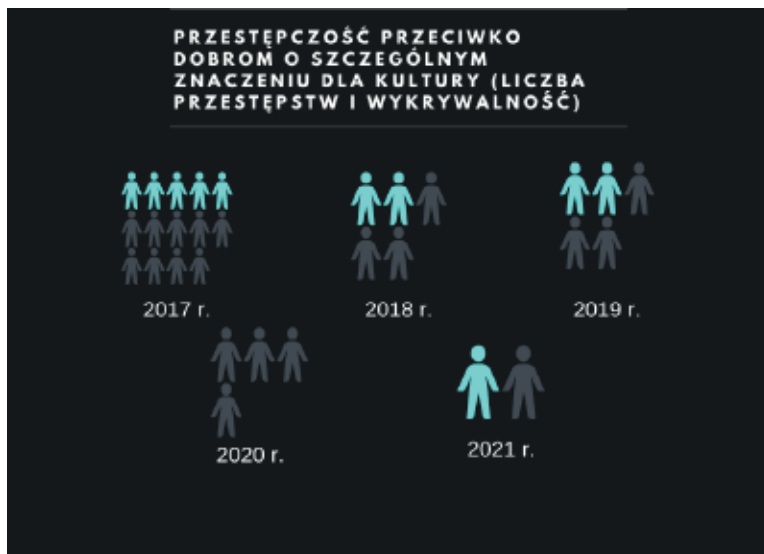 PRZESTĘPCZOŚĆ PRZECIWKO
DOBROM O SZCZEGÓLNYM
ZNACZENIU DLA KULTURY (LICZBA
PRZESTĘPSTW I WYKRYWALNOŚĆ)
2017 r.
2018 r.
2019 r.
2020 r.
2021 r.